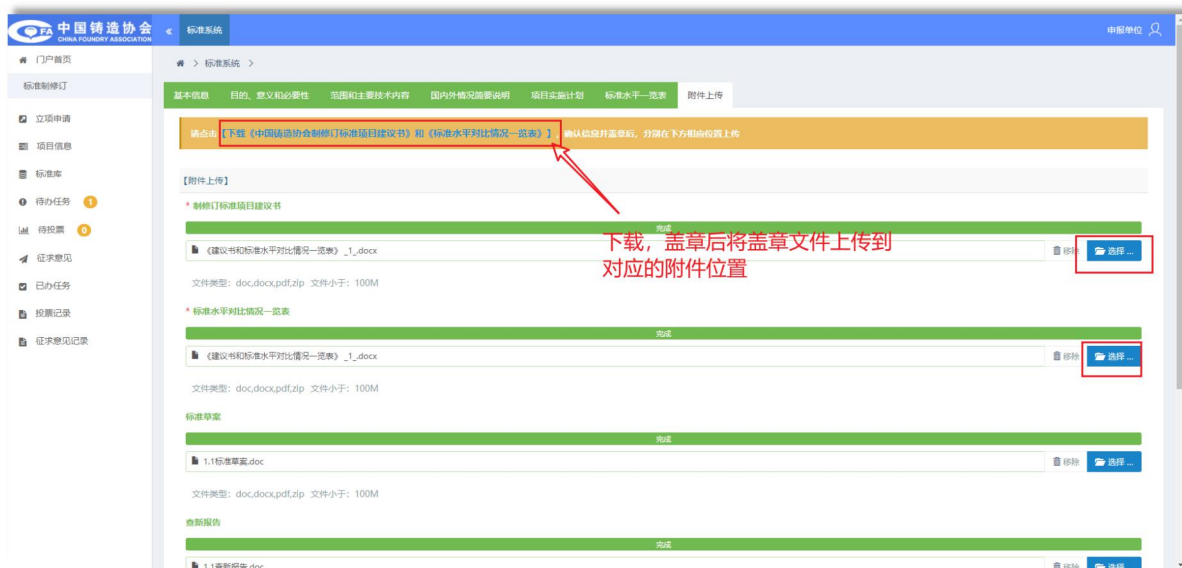 中国铸造协会
CHINA FOUNDRY ASSOCIATION
« 标准系统
申报单位
门户首页
> 标准系统 >
标准制修订
基本信息 目的、意义和必要性 范围和主要技术内容 国内外情况简要说明 项目实施计划 标准水平一览表 附件上传
立项申请
请点击【下载《中国铸造协会制修订标准项目建议书》和《标准水平对比情况一览表》】，确认信息并盖章后，分别在下方相应位置上传
项目信息
标准库
【附件上传】
待办任务 1
* 制修订标准项目建议书
待投票 0
完成
下载，盖章后将盖章文件上传到
对应的附件位置
《建议书和标准水平对比情况一览表》_1_.docx
移除 选择 ...
征求意见
文件类型：doc,docx,pdf,zip 文件小于：100M
已办任务
* 标准水平对比情况一览表
投票记录
完成
征求意见记录
《建议书和标准水平对比情况一览表》_1_.docx
移除 选择 ...
文件类型：doc,docx,pdf,zip 文件小于：100M
标准草案
完成
1.1标准草案.doc
移除 选择 ...
文件类型：doc,docx,pdf,zip 文件小于：100M
查新报告
完成
1.1查新报告.doc
移除 选择 ...